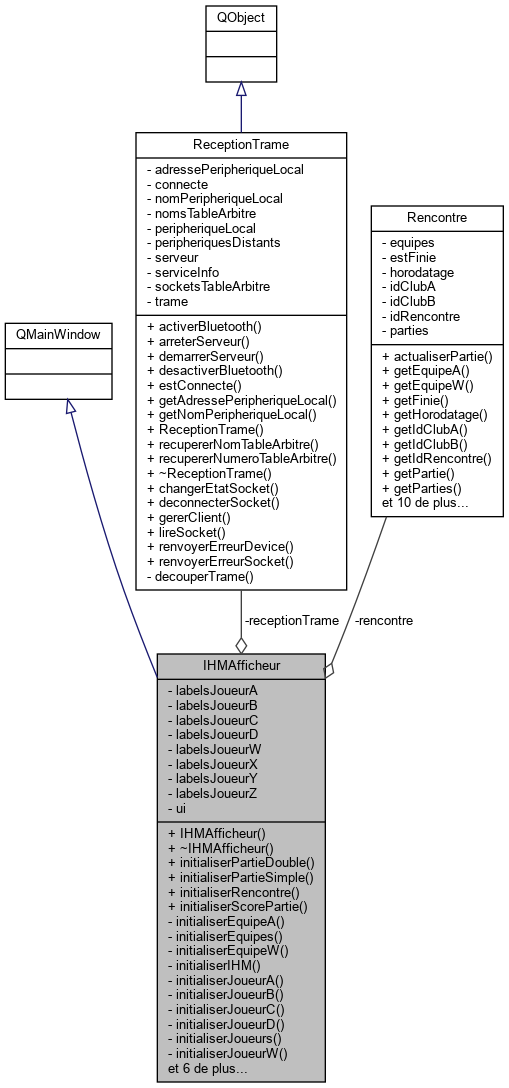 QObject
ReceptionTrame
- adressePeripheriqueLocal
- connecte
- nomPeripheriqueLocal
- nomsTableArbitre
- peripheriqueLocal
- peripheriquesDistants
- serveur
- serviceInfo
- socketsTableArbitre
- trame
+ activerBluetooth()
+ arreterServeur()
+ demarrerServeur()
+ desactiverBluetooth()
+ estConnecte()
+ getAdressePeripheriqueLocal()
+ getNomPeripheriqueLocal()
+ ReceptionTrame()
+ recupererNomTableArbitre()
+ recupererNumeroTableArbitre()
+ ~ReceptionTrame()
+ changerEtatSocket()
+ deconnecterSocket()
+ gererClient()
+ lireSocket()
+ renvoyerErreurDevice()
+ renvoyerErreurSocket()
- decouperTrame()
Rencontre
- equipes
- estFinie
- horodatage
- idClubA
- idClubB
- idRencontre
- parties
+ actualiserPartie()
+ getEquipeA()
+ getEquipeW()
+ getFinie()
+ getHorodatage()
+ getIdClubA()
+ getIdClubB()
+ getIdRencontre()
+ getPartie()
+ getParties()
et 10 de plus...
QMainWindow
-receptionTrame
-rencontre
IHMAfficheur
- labelsJoueurA
- labelsJoueurB
- labelsJoueurC
- labelsJoueurD
- labelsJoueurW
- labelsJoueurX
- labelsJoueurY
- labelsJoueurZ
- ui
+ IHMAfficheur()
+ ~IHMAfficheur()
+ initialiserPartieDouble()
+ initialiserPartieSimple()
+ initialiserRencontre()
+ initialiserScorePartie()
- initialiserEquipeA()
- initialiserEquipes()
- initialiserEquipeW()
- initialiserIHM()
- initialiserJoueurA()
- initialiserJoueurB()
- initialiserJoueurC()
- initialiserJoueurD()
- initialiserJoueurs()
- initialiserJoueurW()
et 6 de plus...